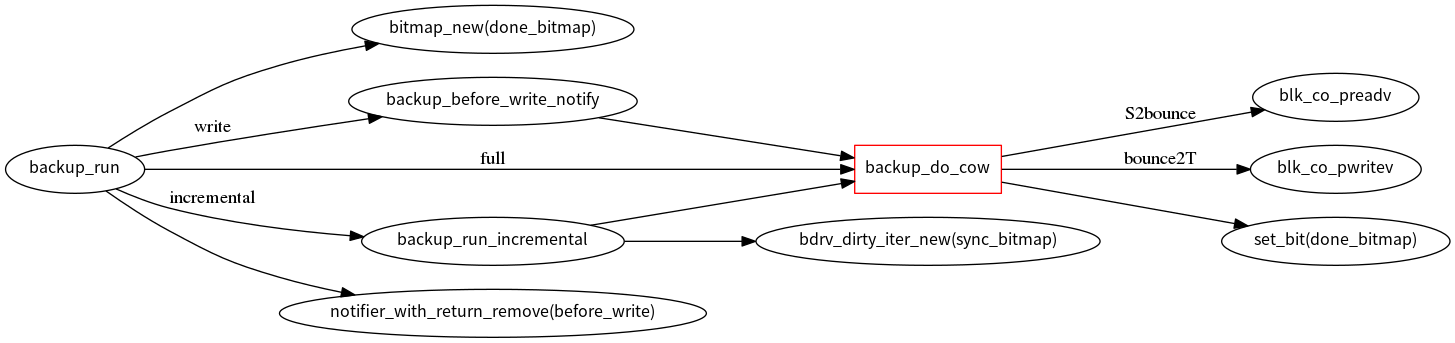 bitmap_new(done_bitmap)
backup_before_write_notify
blk_co_preadv
S2bounce
write
full
bounce2T
backup_run
backup_do_cow
blk_co_pwritev
incremental
backup_run_incremental
bdrv_dirty_iter_new(sync_bitmap)
set_bit(done_bitmap)
notifier_with_return_remove(before_write)